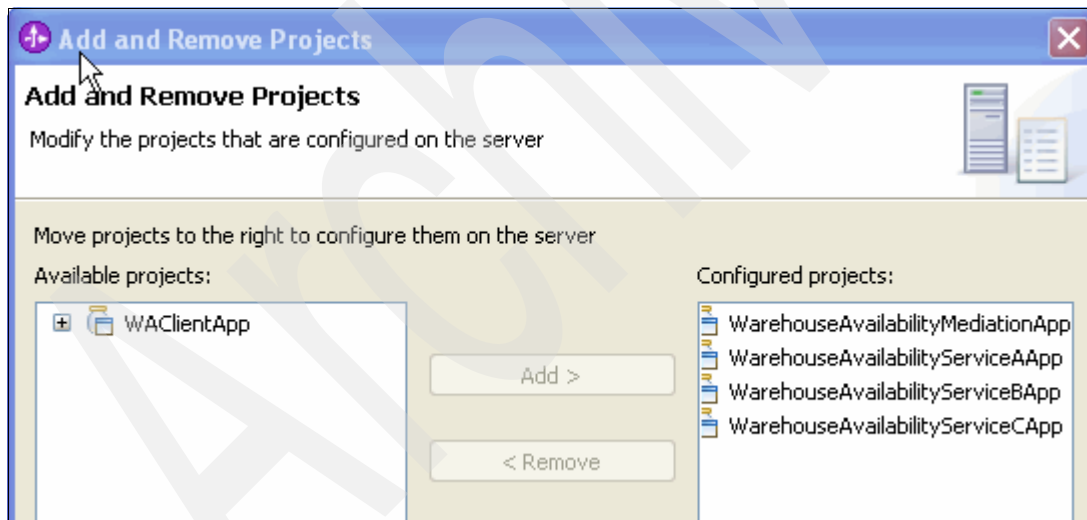 Add and Remove Projects
Add and Remove Projects
Modify the projects that are configured on the server
Move projects to the right to configure them on the server
Available projects:
WAClientApp
Add >
< Remove
Configured projects:
WarehouseAvailabilityMediationApp
WarehouseAvailabilityServiceAApp
WarehouseAvailabilityServiceBApp
WarehouseAvailabilityServiceCApp